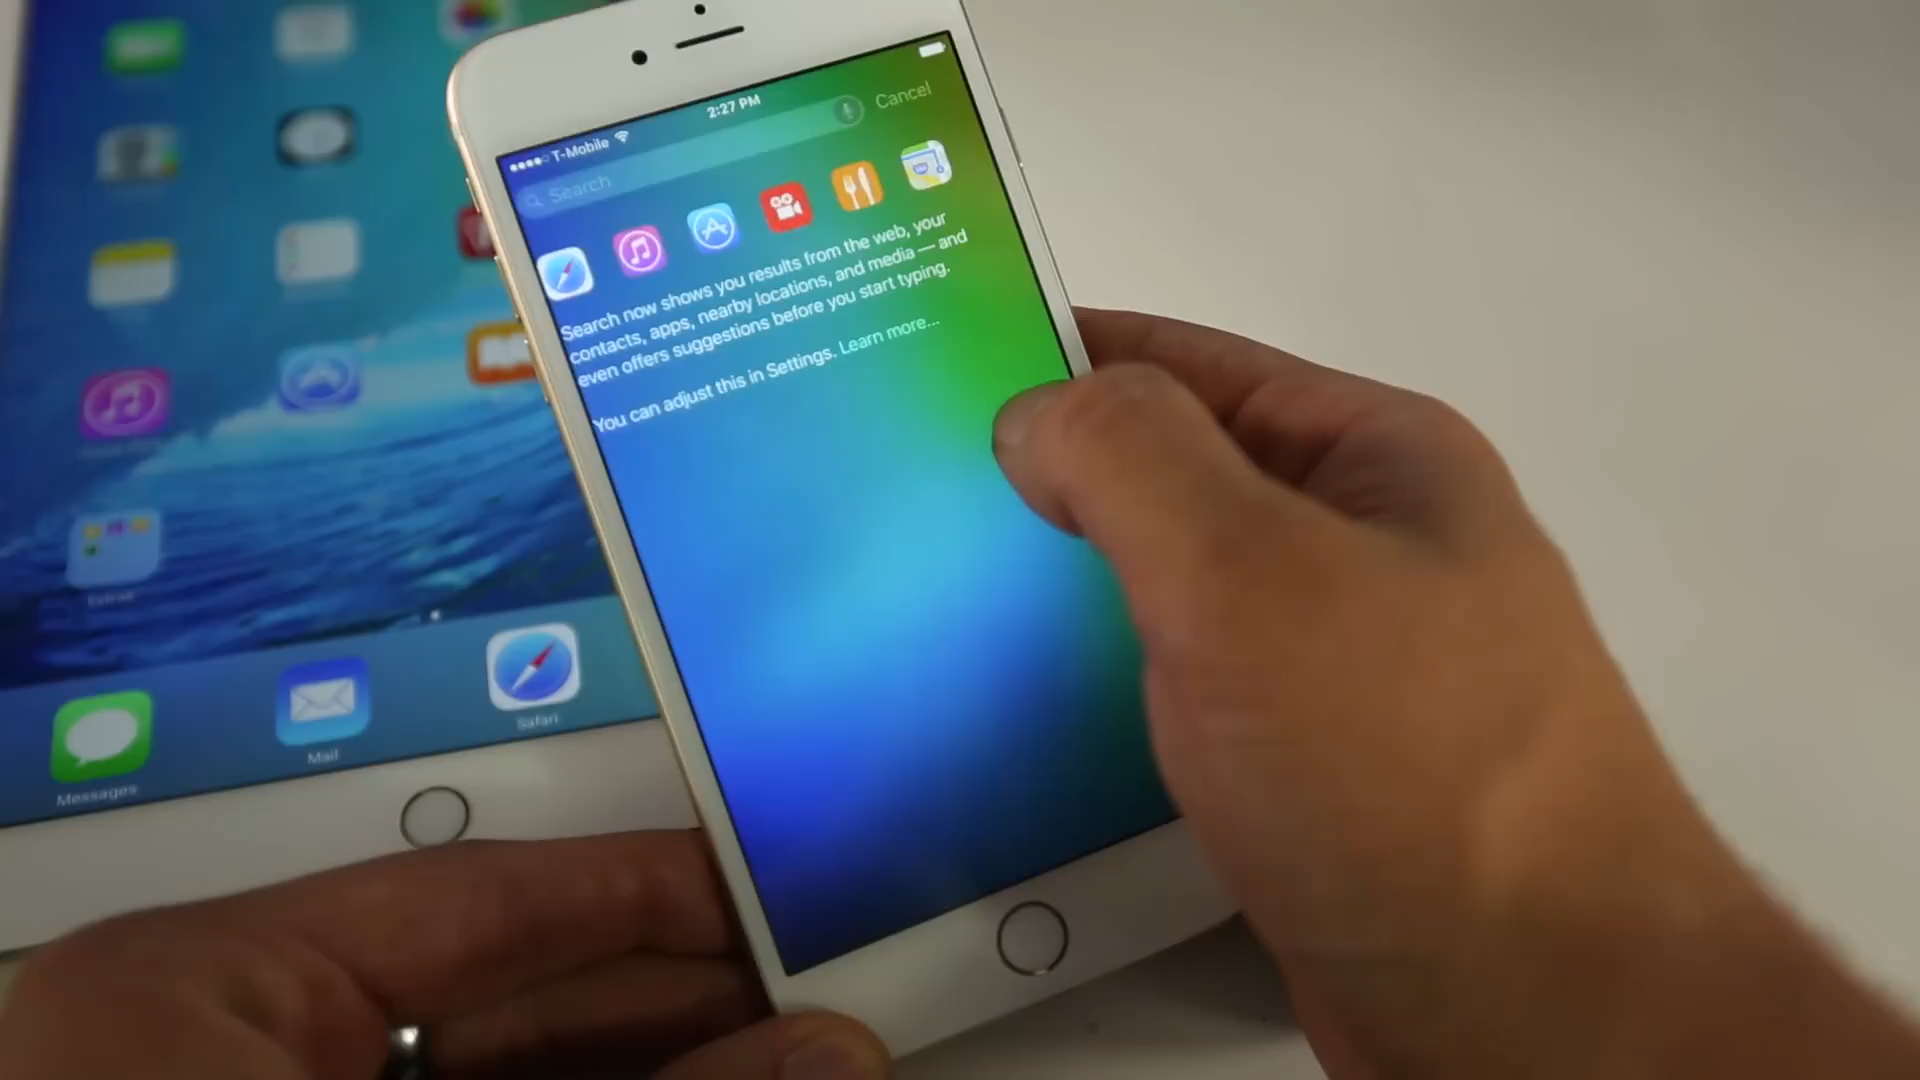 T-Mobile 2:27 PM
Search Cancel
Search now shows you results from the web, your
contacts, apps, nearby locations, and media — and
even offers suggestions before you start typing.
You can adjust this in Settings. Learn more...
Extras
Messages
Mail
Safari